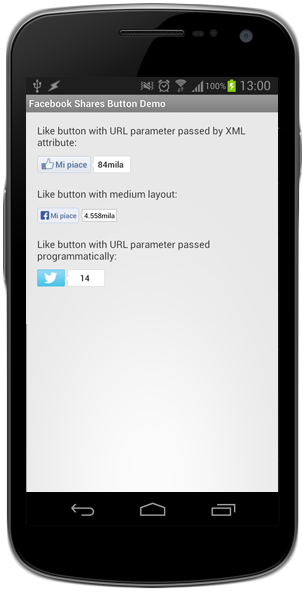 100% 13:00
Facebook Shares Button Demo
Like button with URL parameter passed by XML
attribute:
Mi piace 84mila
Like button with medium layout:
Mi piace 4.558mila
Like button with URL parameter passed
programmatically:
14